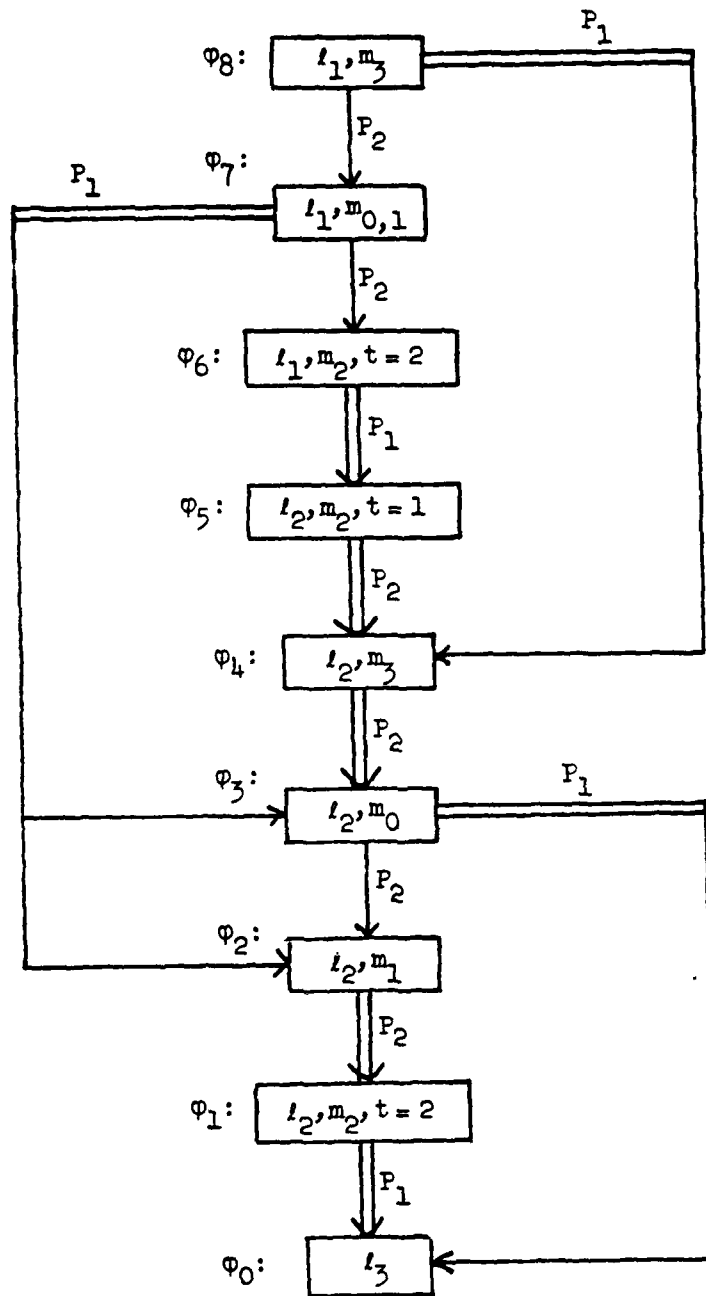 P₁
φ₈: ℓ₁,m₃
P₂
φ₇:
P₁
ℓ₁,m₀,₁
P₂
φ₆: ℓ₁,m₂,t=2
P₁
φ₅: ℓ₂,m₂,t=1
P₂
φ₄: ℓ₂,m₃
P₂
φ₃: P₁
ℓ₂,m₀
P₂
φ₂:
ℓ₂,m₁
P₂
φ₁: ℓ₂,m₂,t=2
P₁
φ₀: ℓ₃